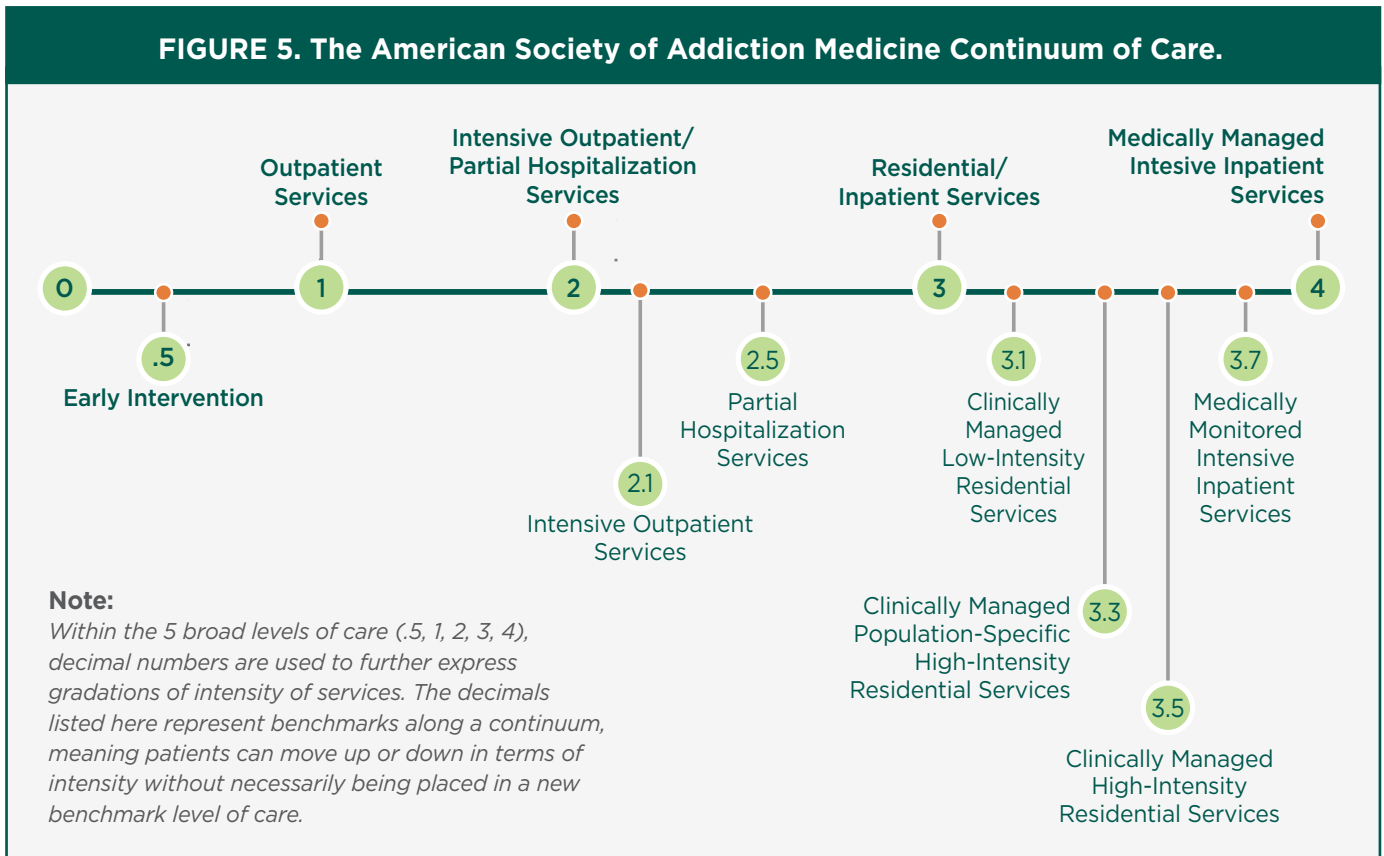 FIGURE 5. The American Society of Addiction Medicine Continuum of Care.
Outpatient
Services
Intensive Outpatient/
Partial Hospitalization
Services
Residential/
Inpatient Services
Medically Managed
Intesive Inpatient
Services
0
1
2
3
4
.5
Early Intervention
2.1
Intensive Outpatient
Services
2.5
Partial
Hospitalization
Services
3.1
Clinically
Managed
Low-Intensity
Residential
Services
3.3
Clinically Managed
Population-Specific
High-Intensity
Residential Services
3.5
Clinically Managed
High-Intensity
Residential Services
3.7
Medically
Monitored
Intensive
Inpatient
Services
Note:
Within the 5 broad levels of care (.5, 1, 2, 3, 4),
decimal numbers are used to further express
gradations of intensity of services. The decimals
listed here represent benchmarks along a continuum,
meaning patients can move up or down in terms of
intensity without necessarily being placed in a new
benchmark level of care.